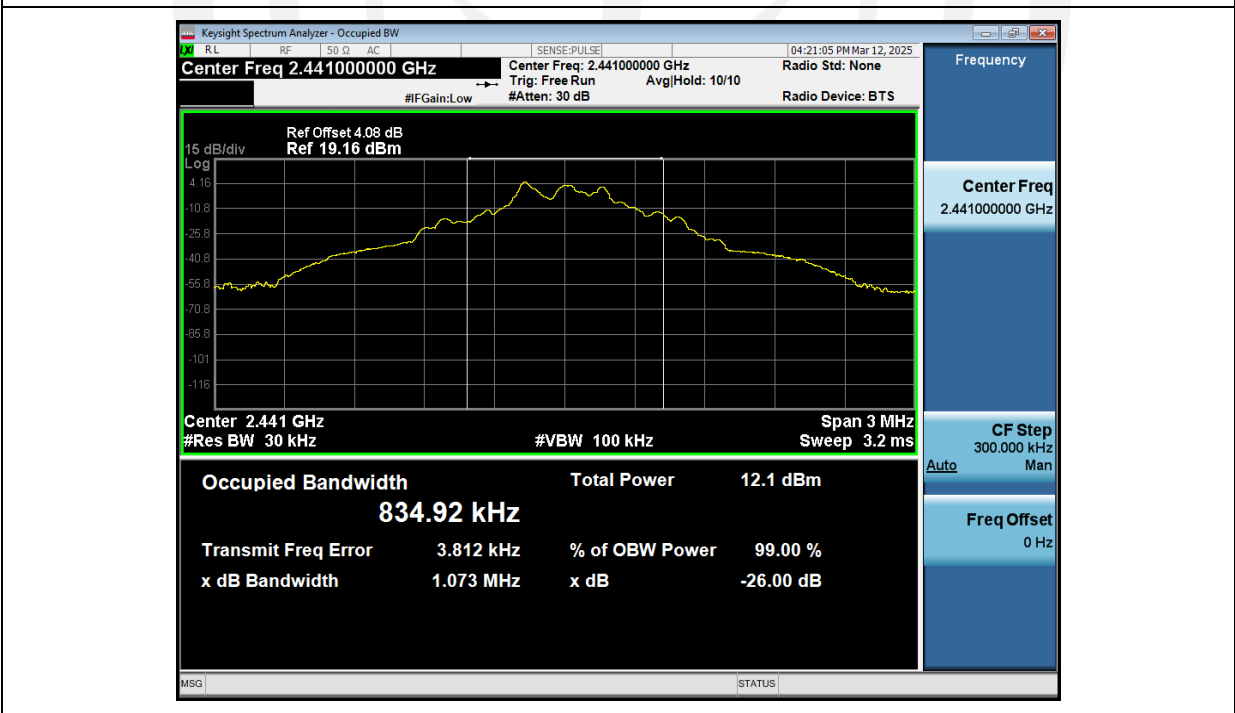 Keysight Spectrum Analyzer - Occupied BW
LXI RL RF 50 Ω AC SENSE:PULSE 04:21:05 PM Mar 12, 2025
Center Freq 2.441000000 GHz Center Freq: 2.441000000 GHz Radio Std: None
Trig: Free Run Avg|Hold: 10/10
#IFGain:Low #Atten: 30 dB Radio Device: BTS
Frequency
Ref Offset 4.08 dB
15 dB/div Ref 19.16 dBm
Log
4.16
-10.8
-25.8
-40.8
-55.8
-70.8
-85.8
-101
-116
Center 2.441 GHz Span 3 MHz
#Res BW 30 kHz #VBW 100 kHz Sweep 3.2 ms
Center Freq
2.441000000 GHz
CF Step
300.000 kHz
Auto Man
Freq Offset
0 Hz
Occupied Bandwidth Total Power 12.1 dBm
834.92 kHz
Transmit Freq Error 3.812 kHz % of OBW Power 99.00 %
x dB Bandwidth 1.073 MHz x dB -26.00 dB
MSG STATUS